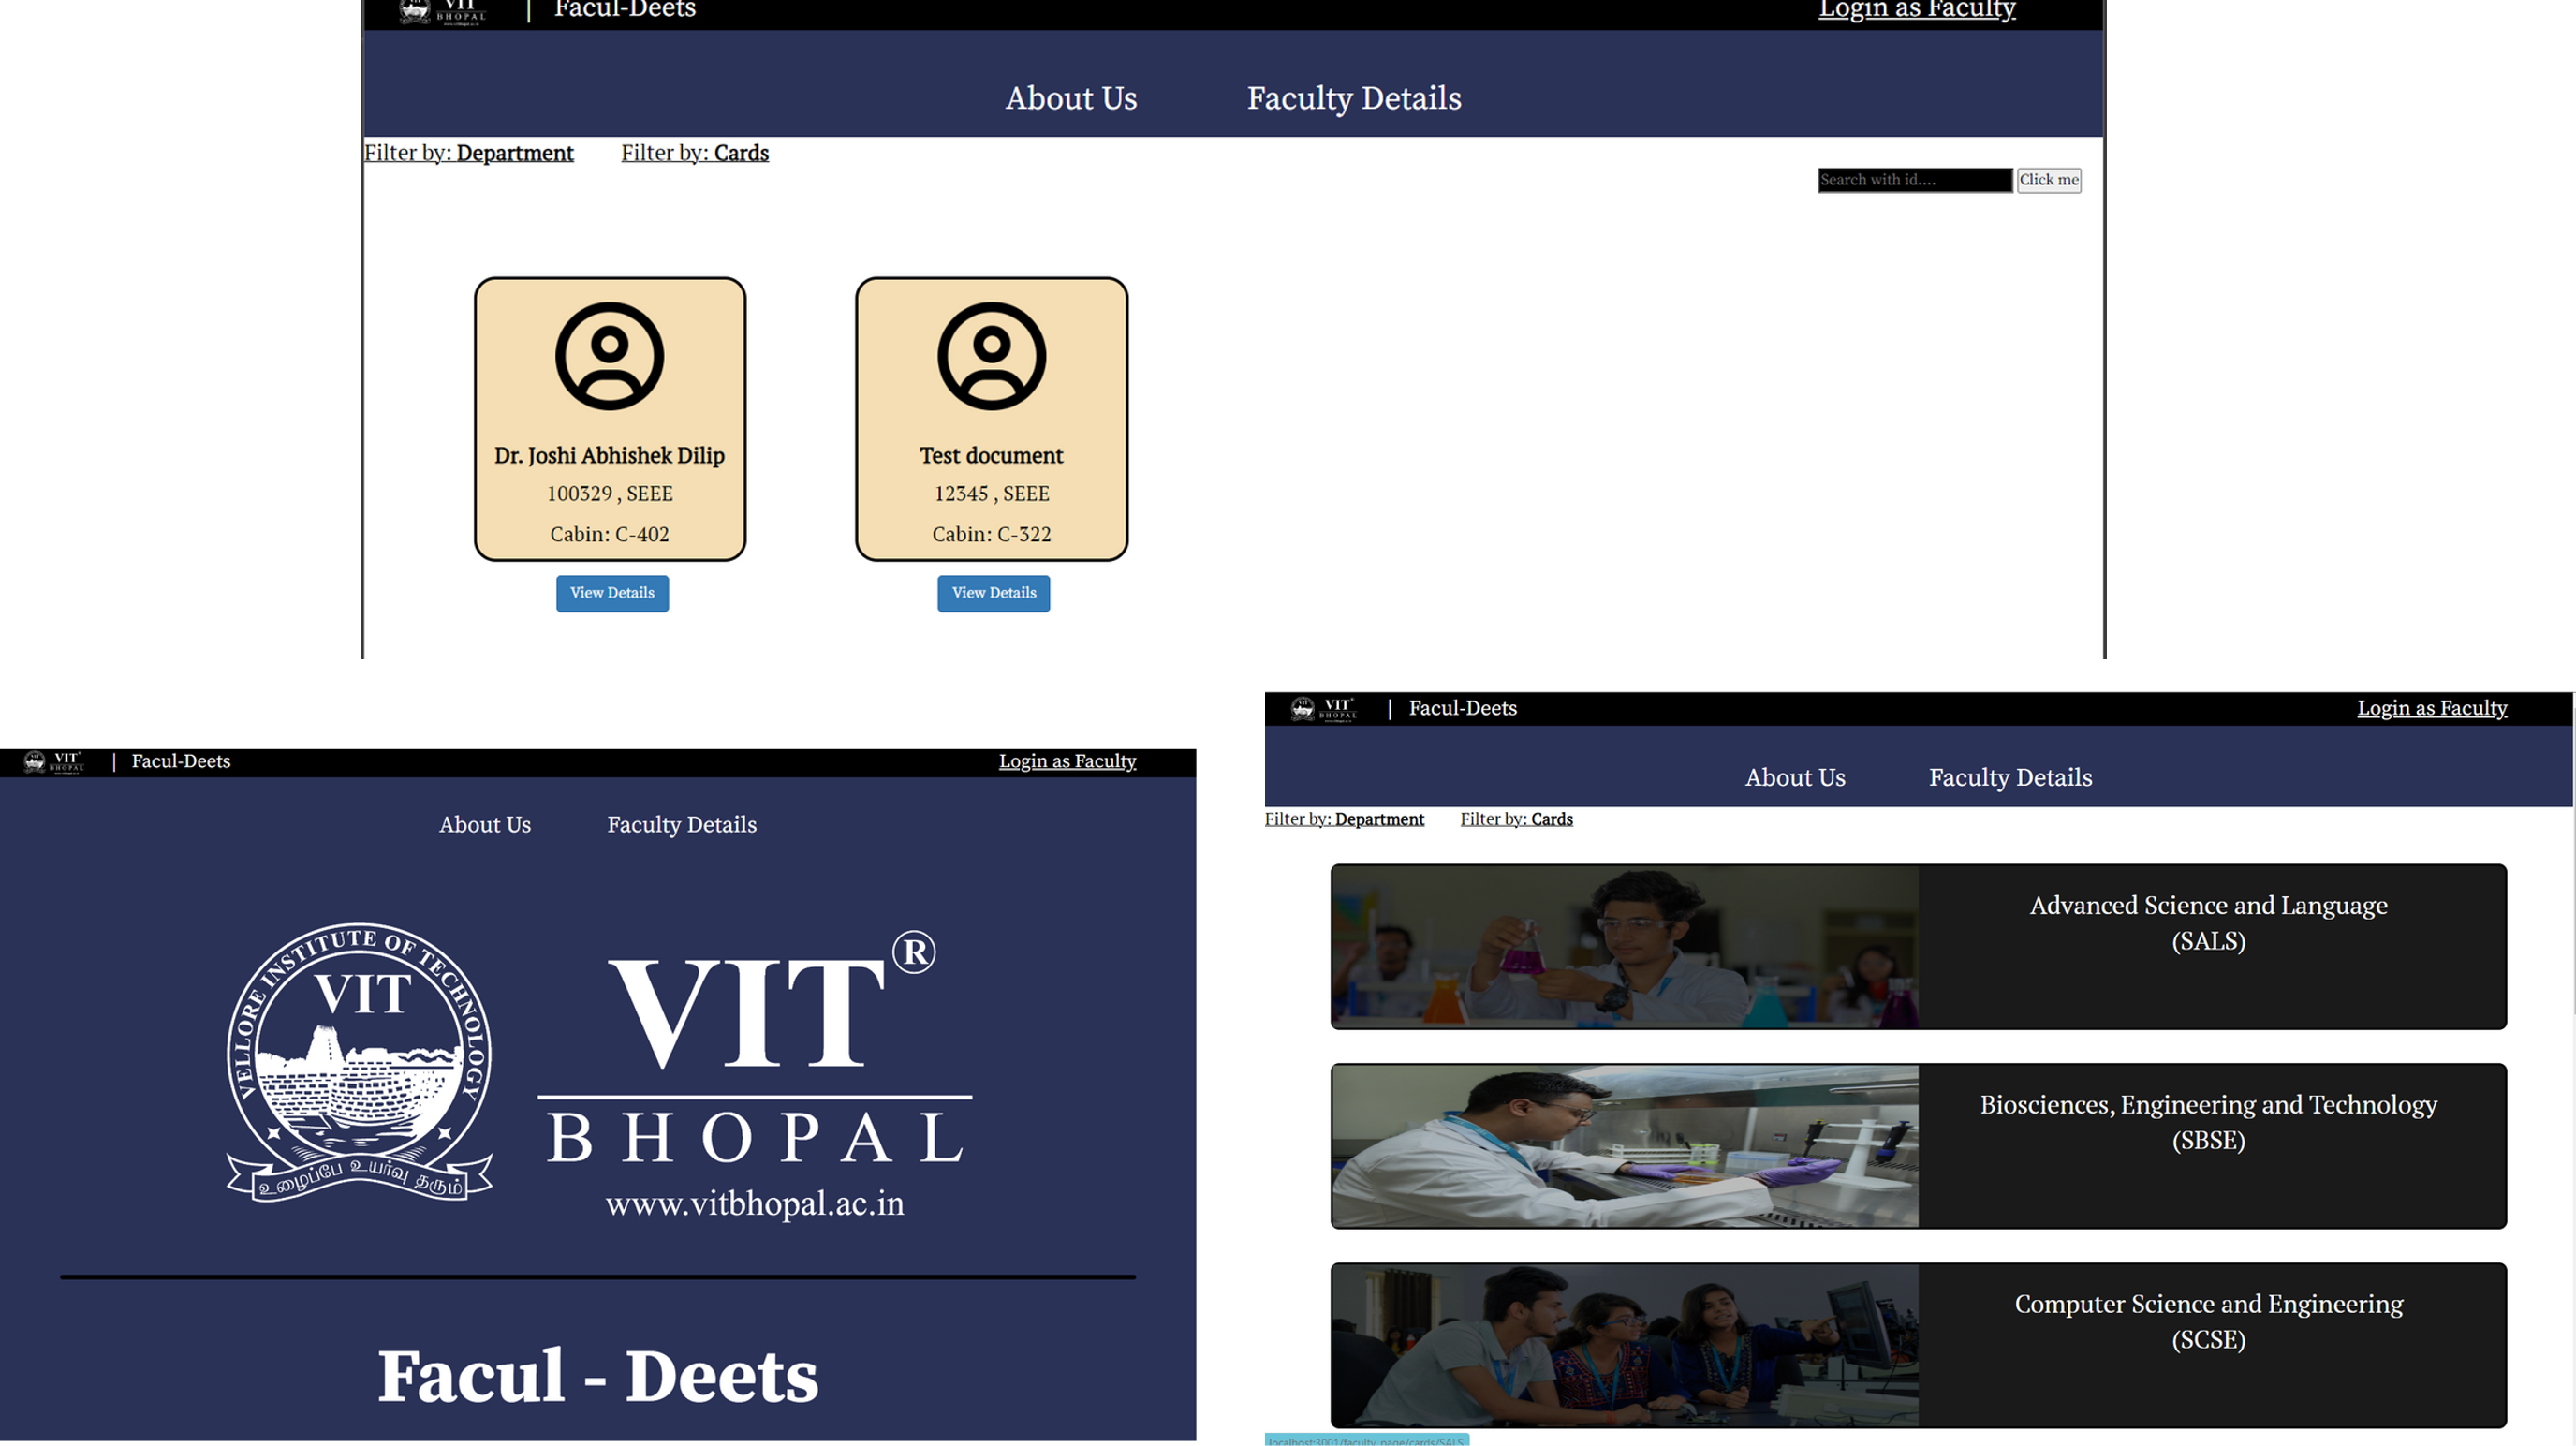 VIT
BHOPAL
| Facul-Deets
Login as Faculty
About Us
Faculty Details
Filter by: Department
Filter by: Cards
Search with id....
Click me
Dr. Joshi Abhishek Dilip
100329 , SEEE
Cabin: C-402
View Details
Test document
12345 , SEEE
Cabin: C-322
View Details
VIT
BHOPAL
| Facul-Deets
Login as Faculty
About Us
Faculty Details
VELLORE INSTITUTE OF TECHNOLOGY
VIT
உழைப்பே உயர்வு தரும்
VIT®
BHOPAL
www.vitbhopal.ac.in
Facul - Deets
VIT
BHOPAL
| Facul-Deets
Login as Faculty
About Us
Faculty Details
Filter by: Department
Filter by: Cards
Advanced Science and Language
(SALS)
Biosciences, Engineering and Technology
(SBSE)
Computer Science and Engineering
(SCSE)
localhost:3001/faculty_page/cards/SALS